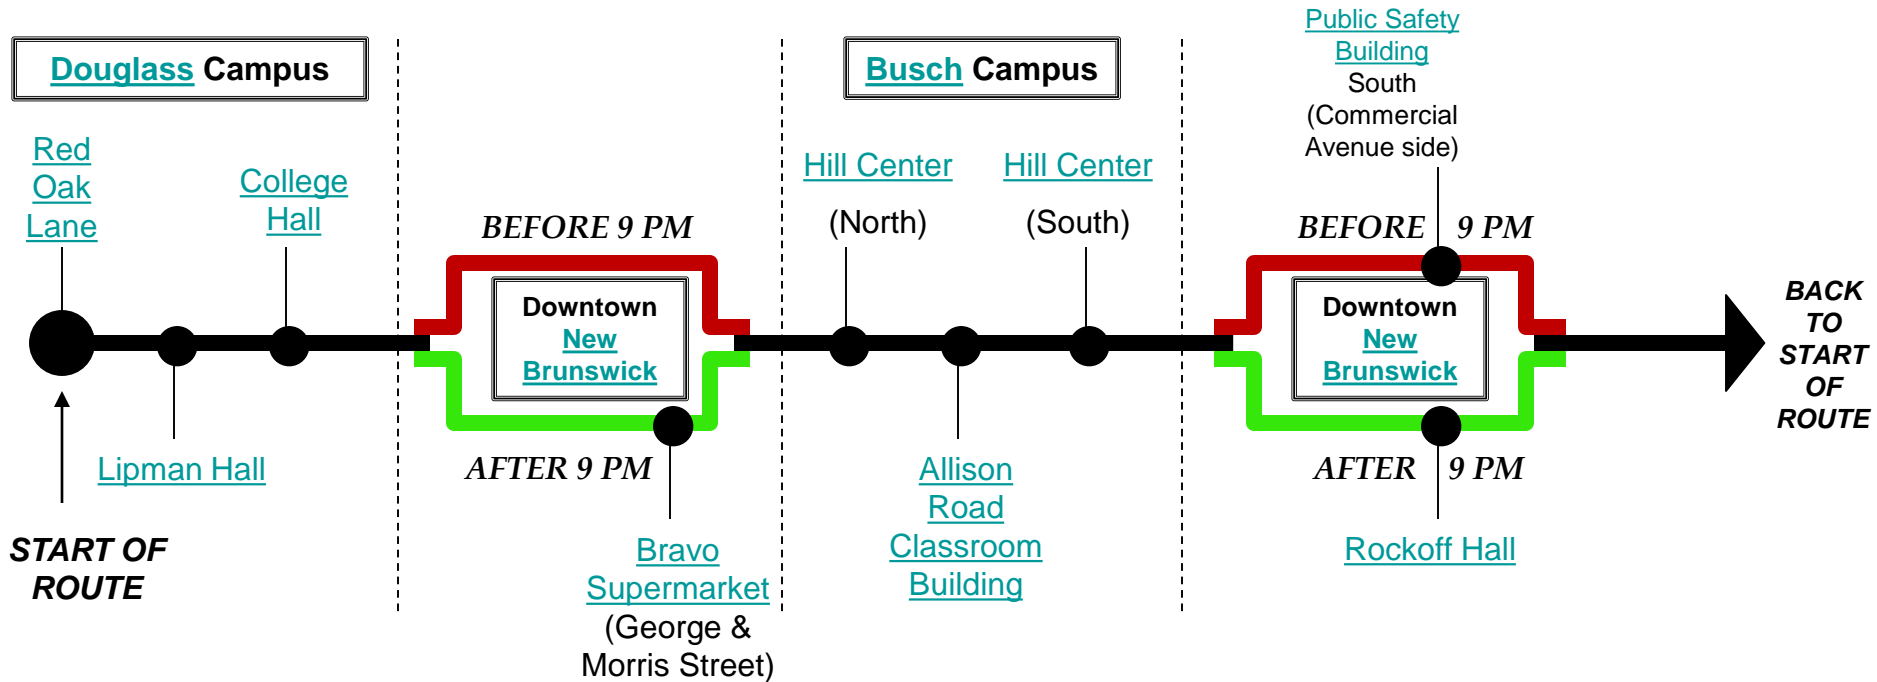 Douglass Campus
Red
Oak
Lane
College
Hall
Lipman Hall
START OF
ROUTE
BEFORE 9 PM
Downtown
New
Brunswick
AFTER 9 PM
Bravo
Supermarket
(George &
Morris Street)
Busch Campus
Hill Center
(North)
Hill Center
(South)
Allison
Road
Classroom
Building
Public Safety
Building
South
(Commercial
Avenue side)
BEFORE 9 PM
Downtown
New
Brunswick
AFTER 9 PM
Rockoff Hall
BACK
TO
START
OF
ROUTE